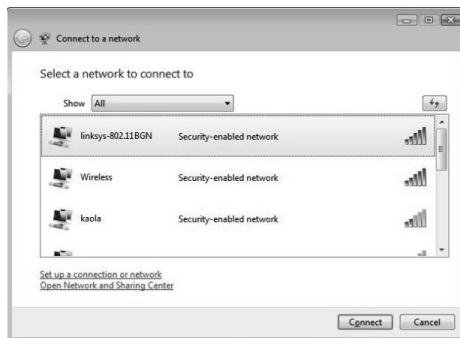 Connect to a network
Select a network to connect to
Show All
linksys-802.11BGN Security-enabled network
Wireless Security-enabled network
kaola Security-enabled network
Set up a connection or network
Open Network and Sharing Center
Connect Cancel